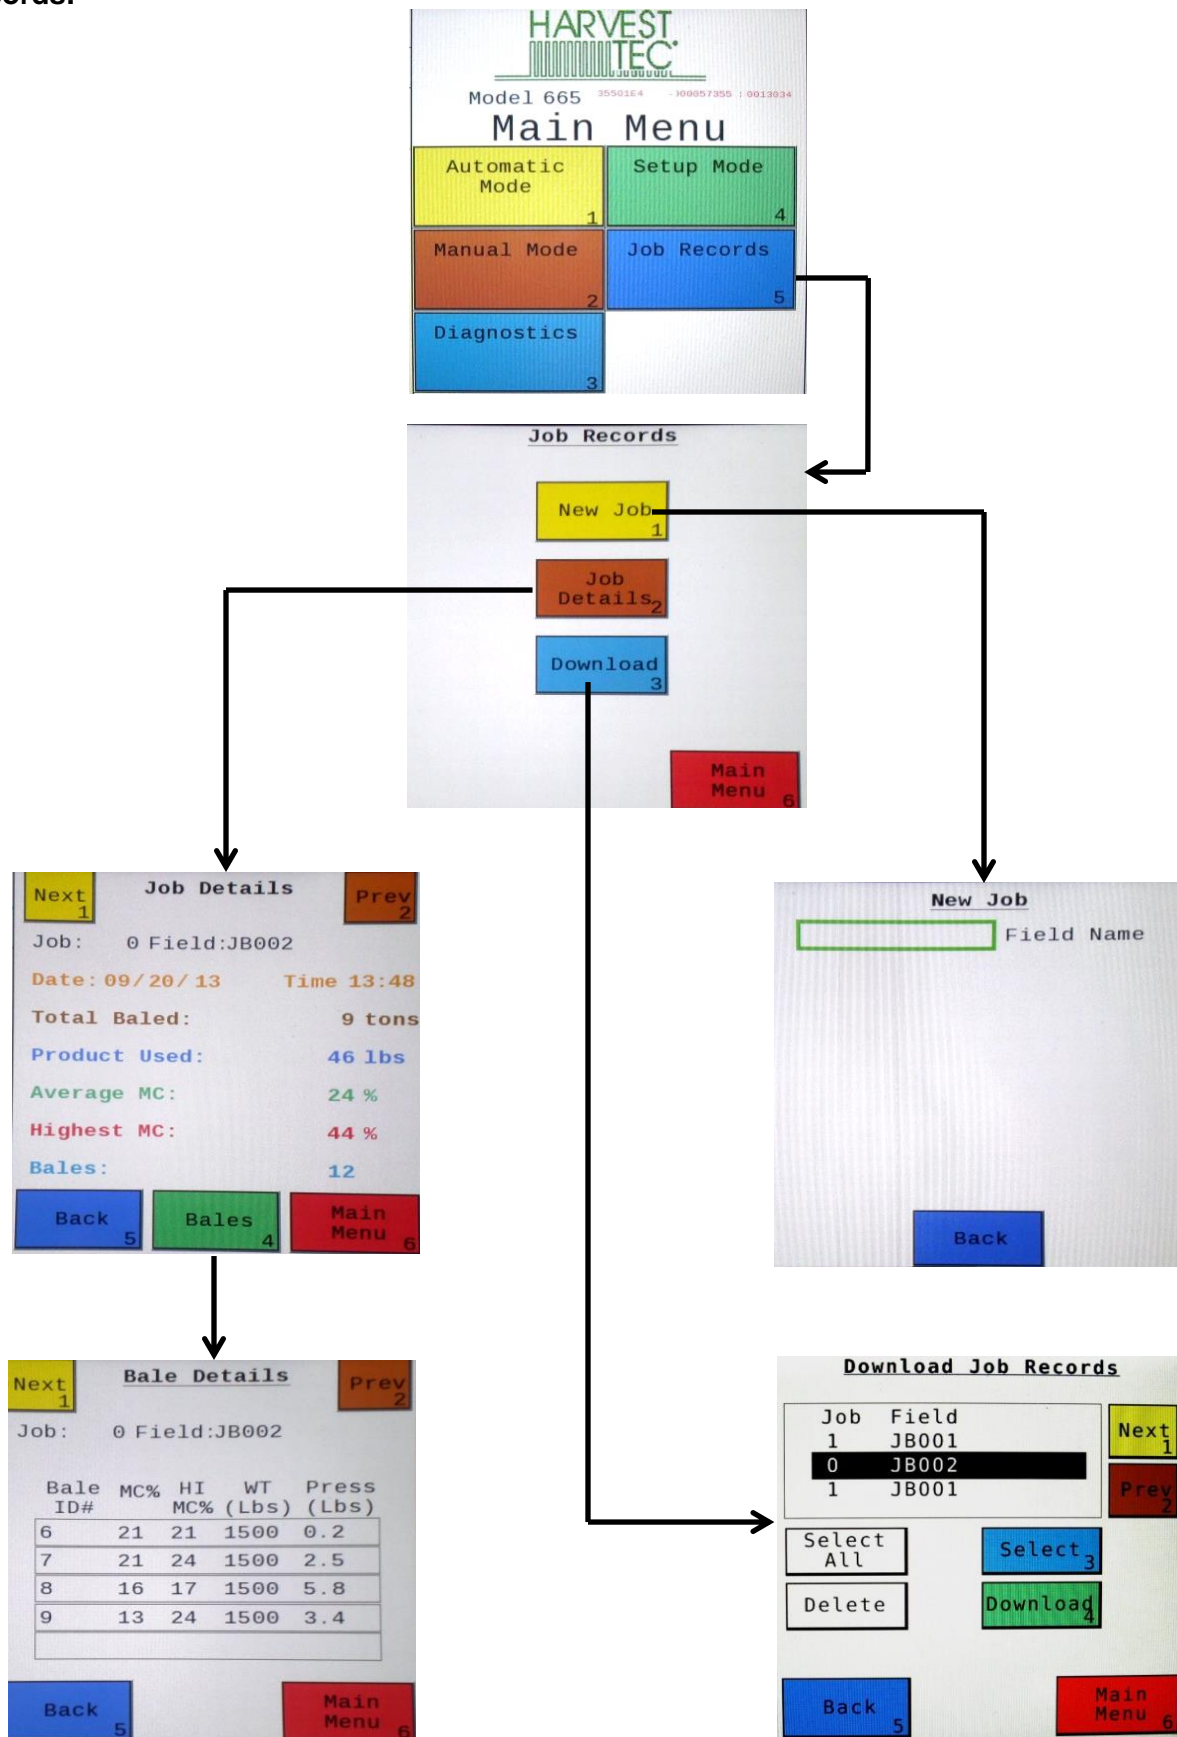 HARVEST
TEC
Model 665 35501E4 -J00057355 : 0013034
Main Menu
Automatic Mode 1
Setup Mode 4
Manual Mode 2
Job Records 5
Diagnostics 3
Job Records
New Job 1
Job Details 2
Download 3
Main Menu 6
Next 1
Job Details
Prev 2
Job: 0 Field:JB002
Date: 09/20/13 Time 13:48
Total Baled: 9 tons
Product Used: 46 lbs
Average MC: 24 %
Highest MC: 44 %
Bales: 12
Back 5
Bales 4
Main Menu 6
New Job
Field Name
Back
Next 1
Bale Details
Prev 2
Job: 0 Field:JB002
Bale ID# MC% HI MC% WT (Lbs) Press (Lbs)
6 21 21 1500 0.2
7 21 24 1500 2.5
8 16 17 1500 5.8
9 13 24 1500 3.4
Back 5
Main Menu 6
Download Job Records
Job Field
1 JB001
0 JB002
1 JB001
Next 1
Prev 2
Select All
Select 3
Delete
Download 4
Back 5
Main Menu 6